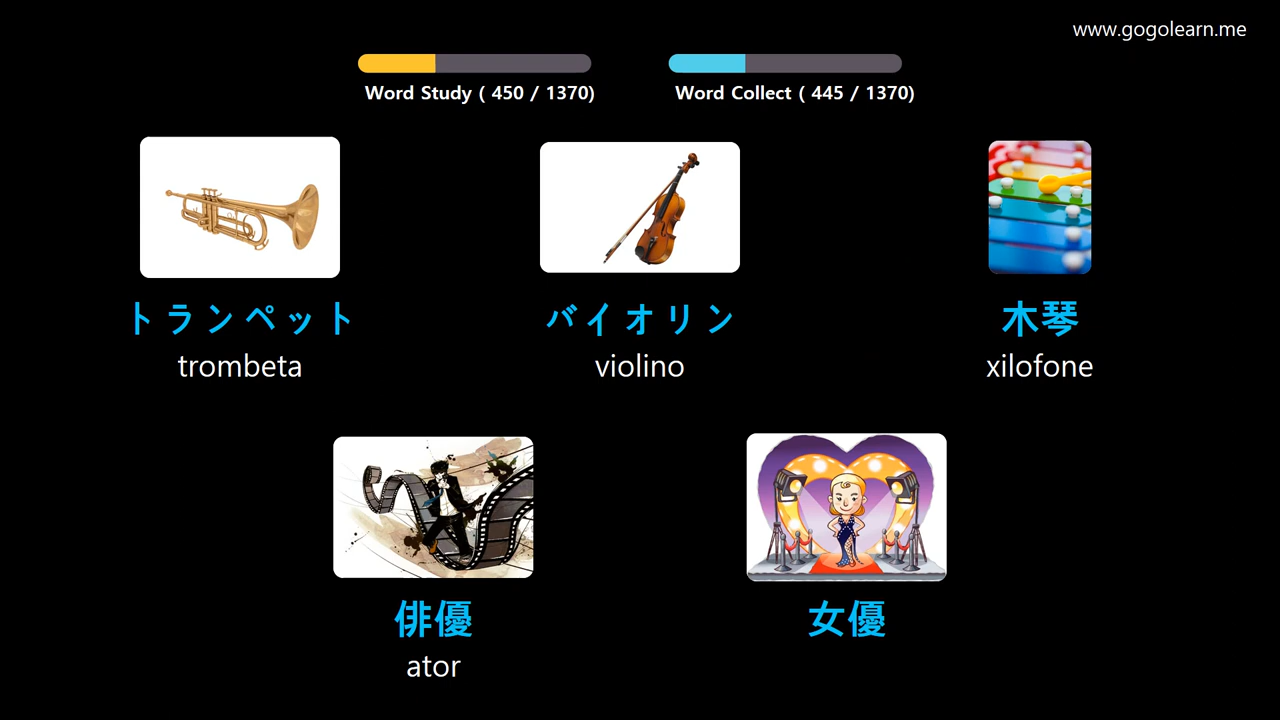 www.gogolearn.me
Word Study ( 450 / 1370)
Word Collect ( 445 / 1370)
トランペット
trombeta
バイオリン
violino
木琴
xilofone
俳優
ator
女優